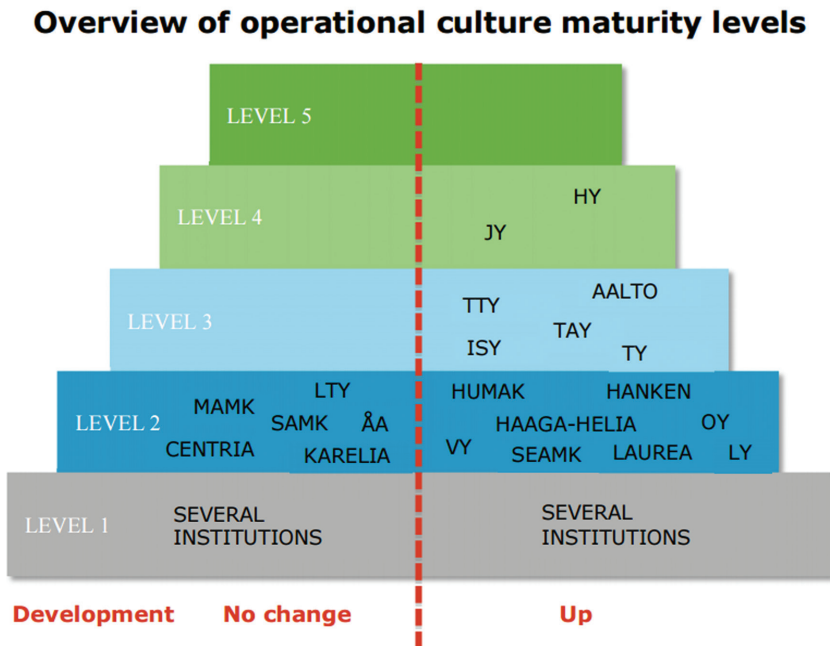 Overview of operational culture maturity levels
LEVEL 5
LEVEL 4
HY
JY
LEVEL 3
AALTO
TTY
TAY
ISY
TY
LEVEL 2
LTY
MAMK
SAMK
ÅA
CENTRIA
KARELIA
HUMAK
HANKEN
HAAGA-HELIA
OY
VY
SEAMK
LAUREA
LY
LEVEL 1
SEVERAL
INSTITUTIONS
SEVERAL
INSTITUTIONS
Development
No change
Up